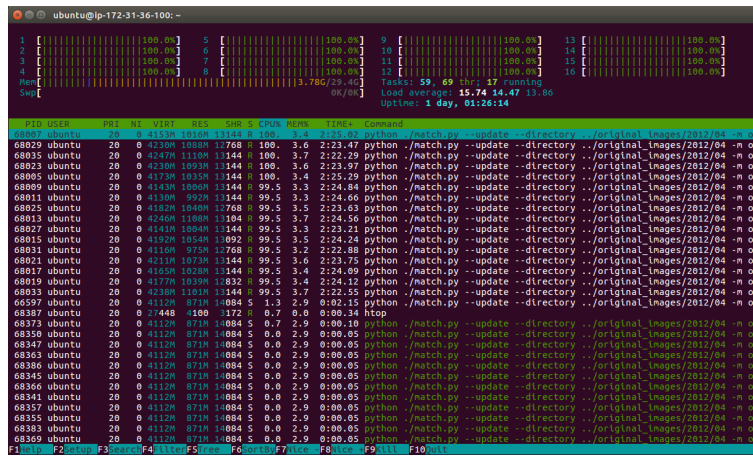 ubuntu@ip-172-31-36-100: ~
1 [||||||||||||||||||100.0%] 5 [||||||||||||||||||100.0%] 9 [||||||||||||||||||100.0%] 13 [||||||||||||||||||100.0%]
2 [||||||||||||||||||100.0%] 6 [||||||||||||||||||100.0%] 10 [||||||||||||||||||100.0%] 14 [||||||||||||||||||100.0%]
3 [||||||||||||||||||100.0%] 7 [||||||||||||||||||100.0%] 11 [||||||||||||||||||100.0%] 15 [||||||||||||||||||100.0%]
4 [||||||||||||||||||100.0%] 8 [||||||||||||||||||100.0%] 12 [||||||||||||||||||100.0%] 16 [||||||||||||||||||100.0%]
Mem[||||||||||||||||||||||||||||||||||||||||||||||3.78G/29.4G] Tasks: 59, 69 thr; 17 running
Swp[ 0K/0K] Load average: 15.74 14.47 13.86
Uptime: 1 day, 01:26:14
PID USER PRI NI VIRT RES SHR S CPU% MEM% TIME+ Command
68007 ubuntu 20 0 4153M 1016M 13144 R 100. 3.4 2:25.02 python ./match.py --update --directory ../original_images/2012/04 -m o
68029 ubuntu 20 0 4230M 1088M 12768 R 100. 3.6 2:23.47 python ./match.py --update --directory ../original_images/2012/04 -m o
68035 ubuntu 20 0 4247M 1110M 13144 R 100. 3.7 2:22.29 python ./match.py --update --directory ../original_images/2012/04 -m o
68023 ubuntu 20 0 4230M 1093M 13144 R 100. 3.6 2:23.97 python ./match.py --update --directory ../original_images/2012/04 -m o
68005 ubuntu 20 0 4173M 1035M 13144 R 100. 3.4 2:25.29 python ./match.py --update --directory ../original_images/2012/04 -m o
68009 ubuntu 20 0 4143M 1006M 13144 R 99.5 3.3 2:24.84 python ./match.py --update --directory ../original_images/2012/04 -m o
68011 ubuntu 20 0 4130M 992M 13144 R 99.5 3.3 2:24.66 python ./match.py --update --directory ../original_images/2012/04 -m o
68025 ubuntu 20 0 4182M 1040M 12768 R 99.5 3.5 2:23.63 python ./match.py --update --directory ../original_images/2012/04 -m o
68013 ubuntu 20 0 4246M 1108M 13104 R 99.5 3.7 2:24.56 python ./match.py --update --directory ../original_images/2012/04 -m o
68027 ubuntu 20 0 4141M 1004M 13144 R 99.5 3.3 2:23.21 python ./match.py --update --directory ../original_images/2012/04 -m o
68015 ubuntu 20 0 4192M 1054M 13092 R 99.5 3.5 2:24.24 python ./match.py --update --directory ../original_images/2012/04 -m o
68031 ubuntu 20 0 4116M 975M 12768 R 99.5 3.2 2:22.88 python ./match.py --update --directory ../original_images/2012/04 -m o
68021 ubuntu 20 0 4211M 1073M 13144 R 99.5 3.6 2:23.75 python ./match.py --update --directory ../original_images/2012/04 -m o
68017 ubuntu 20 0 4165M 1028M 13144 R 99.5 3.4 2:24.09 python ./match.py --update --directory ../original_images/2012/04 -m o
68019 ubuntu 20 0 4177M 1039M 12832 R 99.5 3.4 2:24.12 python ./match.py --update --directory ../original_images/2012/04 -m o
68033 ubuntu 20 0 4238M 1101M 13144 R 99.5 3.7 2:22.55 python ./match.py --update --directory ../original_images/2012/04 -m o
66597 ubuntu 20 0 4112M 871M 14084 S 1.3 2.9 0:02.15 python ./match.py --update --directory ../original_images/2012/04 -m o
68387 ubuntu 20 0 27448 4100 3172 R 0.7 0.0 0:00.34 htop
68373 ubuntu 20 0 4112M 871M 14084 S 0.7 2.9 0:00.10 python ./match.py --update --directory ../original_images/2012/04 -m o
68350 ubuntu 20 0 4112M 871M 14084 S 0.0 2.9 0:00.05 python ./match.py --update --directory ../original_images/2012/04 -m o
68347 ubuntu 20 0 4112M 871M 14084 S 0.0 2.9 0:00.05 python ./match.py --update --directory ../original_images/2012/04 -m o
68363 ubuntu 20 0 4112M 871M 14084 S 0.0 2.9 0:00.05 python ./match.py --update --directory ../original_images/2012/04 -m o
68386 ubuntu 20 0 4112M 871M 14084 S 0.0 2.9 0:00.05 python ./match.py --update --directory ../original_images/2012/04 -m o
68345 ubuntu 20 0 4112M 871M 14084 S 0.0 2.9 0:00.05 python ./match.py --update --directory ../original_images/2012/04 -m o
68366 ubuntu 20 0 4112M 871M 14084 S 0.0 2.9 0:00.05 python ./match.py --update --directory ../original_images/2012/04 -m o
68341 ubuntu 20 0 4112M 871M 14084 S 0.0 2.9 0:00.05 python ./match.py --update --directory ../original_images/2012/04 -m o
68357 ubuntu 20 0 4112M 871M 14084 S 0.0 2.9 0:00.05 python ./match.py --update --directory ../original_images/2012/04 -m o
68355 ubuntu 20 0 4112M 871M 14084 S 0.0 2.9 0:00.05 python ./match.py --update --directory ../original_images/2012/04 -m o
68383 ubuntu 20 0 4112M 871M 14084 S 0.0 2.9 0:00.05 python ./match.py --update --directory ../original_images/2012/04 -m o
68369 ubuntu 20 0 4112M 871M 14084 S 0.0 2.9 0:00.05 python ./match.py --update --directory ../original_images/2012/04 -m o
F1Help F2Setup F3SearchF4FilterF5Tree F6SortByF7Nice -F8Nice +F9Kill F10Quit